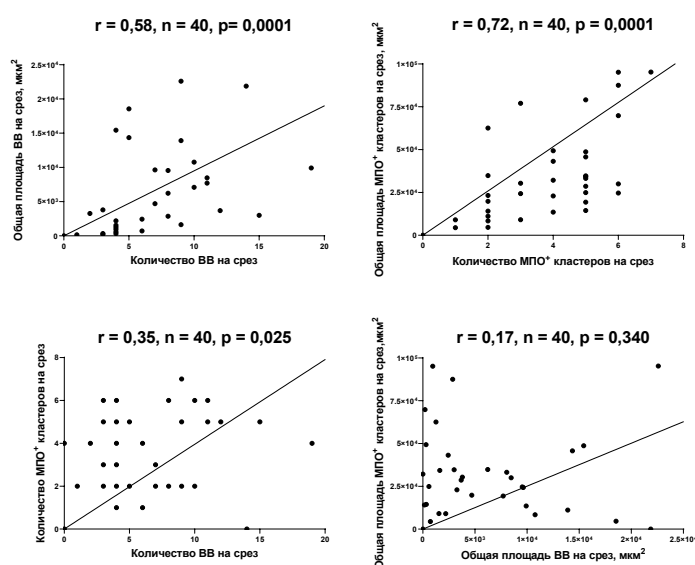 r = 0,58, n = 40, p= 0,0001
Общая площадь ВВ на срез, мкм²
2.5×10⁴
2×10⁴
1.5×10⁴
1×10⁴
5×10³
0
0 5 10 15 20
Количество ВВ на срез
r = 0,72, n = 40, p = 0,0001
Общая площадь МПО⁺ кластеров на срез, мкм²
1×10⁵
7.5×10⁴
5×10⁴
2.5×10⁴
0
0 2 4 6 8
Количество МПО⁺ кластеров на срез
r = 0,35, n = 40, p = 0,025
Количество МПО⁺ кластеров на срез
8
6
4
2
0
0 5 10 15 20
Количество ВВ на срез
r = 0,17, n = 40, p = 0,340
Общая площадь МПО⁺ кластеров на срез,мкм²
1×10⁵
7.5×10⁴
5×10⁴
2.5×10⁴
0
0 5×10³ 1×10⁴ 1.5×10⁴ 2×10⁴ 2.5×10⁴
Общая площадь ВВ на срез, мкм²